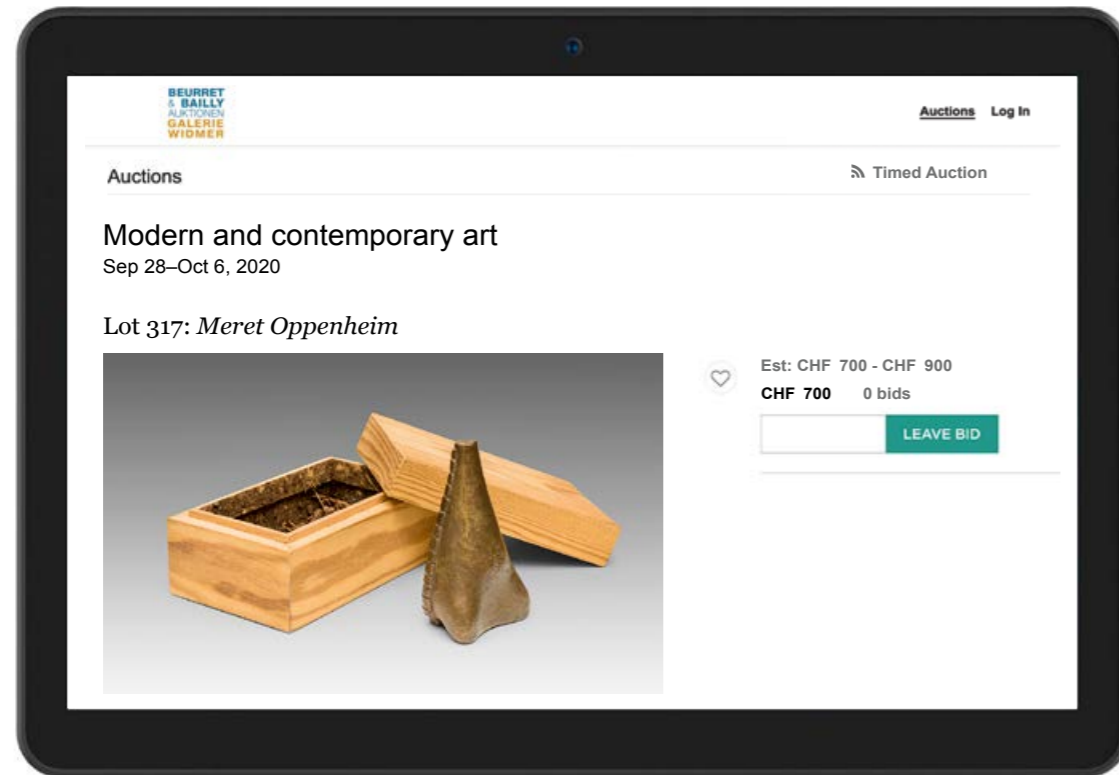 BEURRET
& BAILLY
AUKTIONEN
GALERIE
WIDMER
Auctions Log In
Auctions
Timed Auction
Modern and contemporary art
Sep 28–Oct 6, 2020
Lot 317: Meret Oppenheim
Est: CHF 700 - CHF 900
CHF 700 0 bids
LEAVE BID